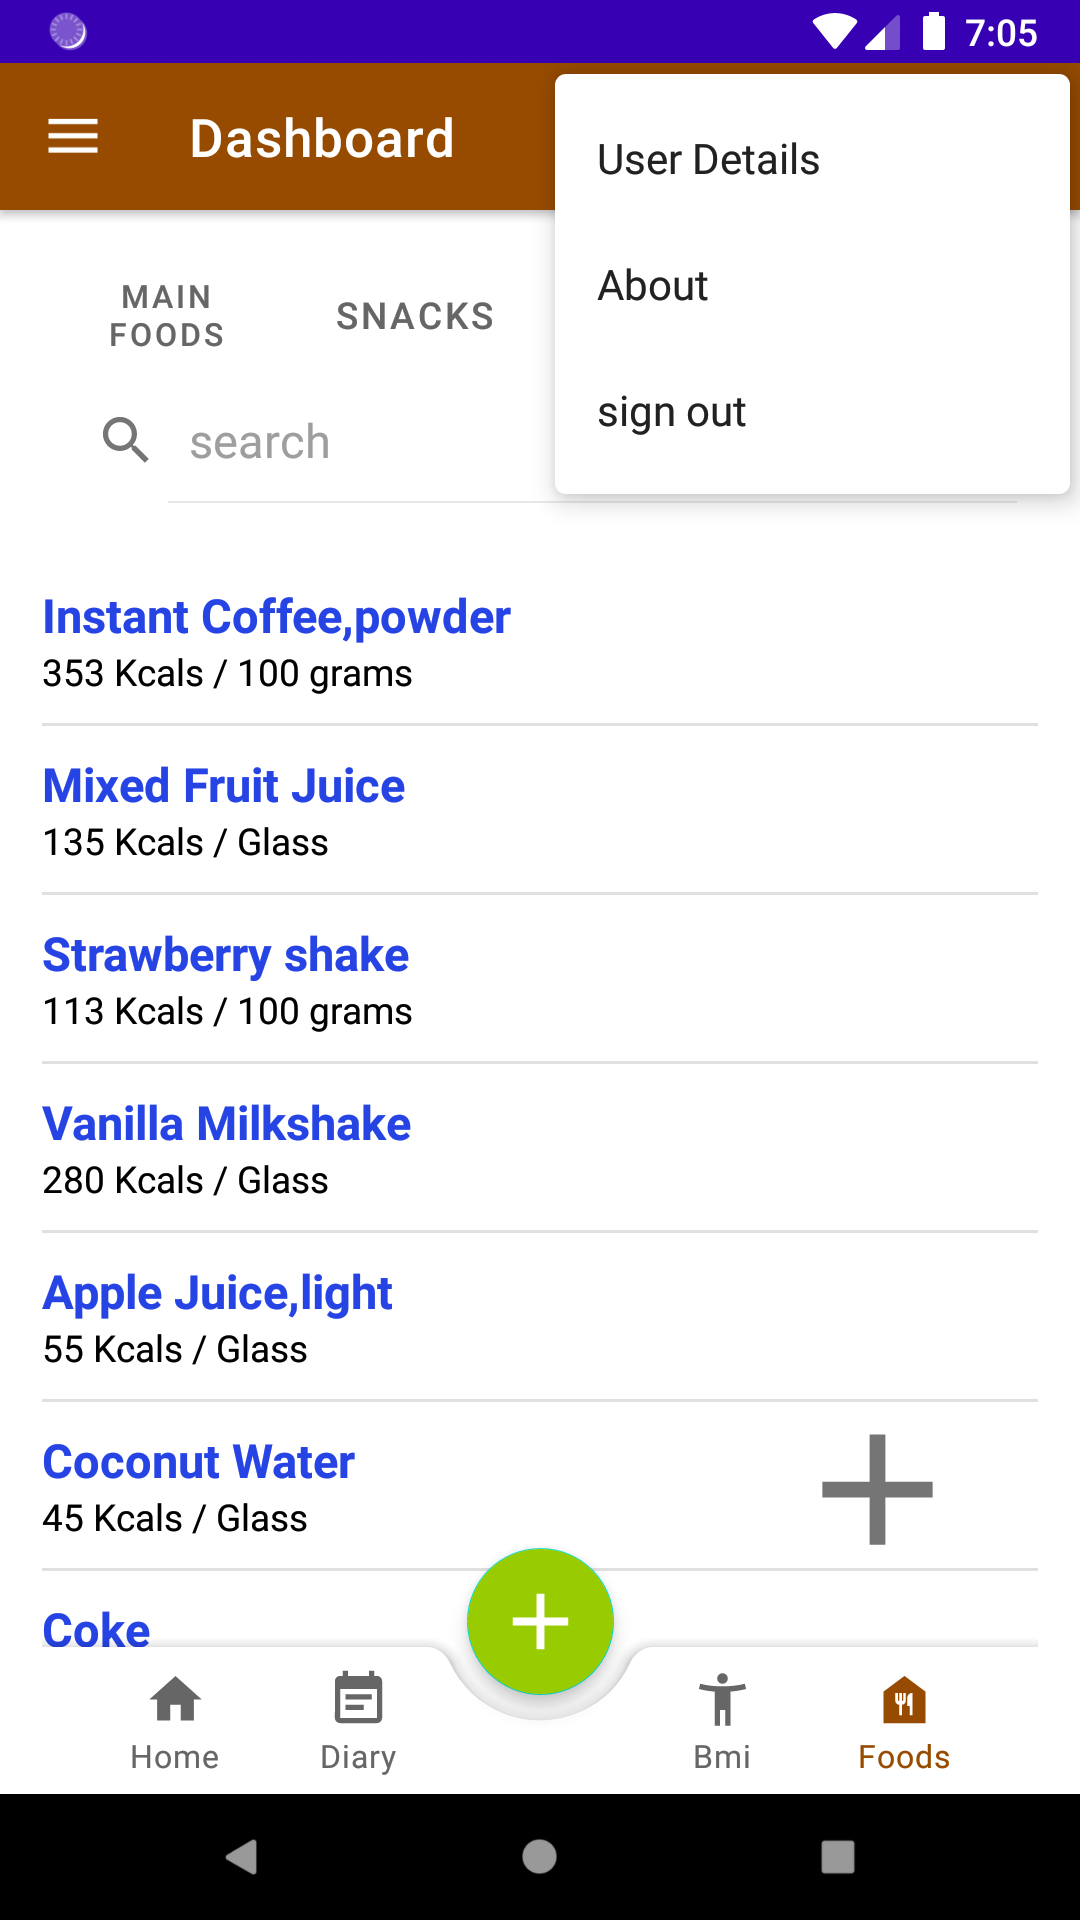 7:05
Dashboard
User Details
About
sign out
MAIN
FOODS
SNACKS
search
Instant Coffee,powder
353 Kcals / 100 grams
Mixed Fruit Juice
135 Kcals / Glass
Strawberry shake
113 Kcals / 100 grams
Vanilla Milkshake
280 Kcals / Glass
Apple Juice,light
55 Kcals / Glass
Coconut Water
45 Kcals / Glass
Coke
Home
Diary
Bmi
Foods